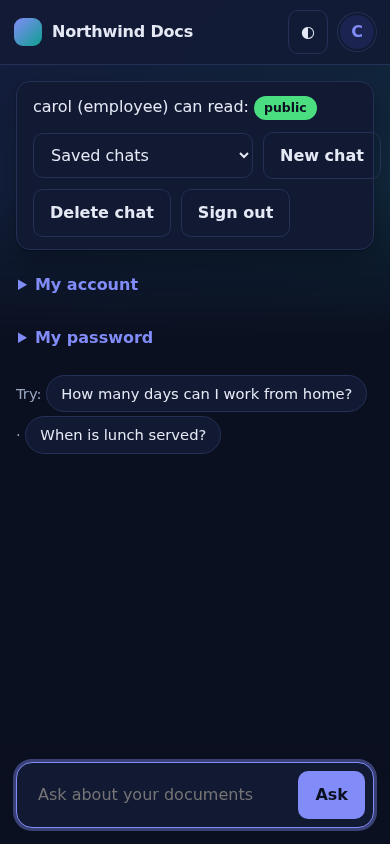 Northwind Docs
C
carol (employee) can read: public
Saved chats
New chat
Delete chat
Sign out
My account
My password
Try: How many days can I work from home?
· When is lunch served?
Ask about your documents
Ask